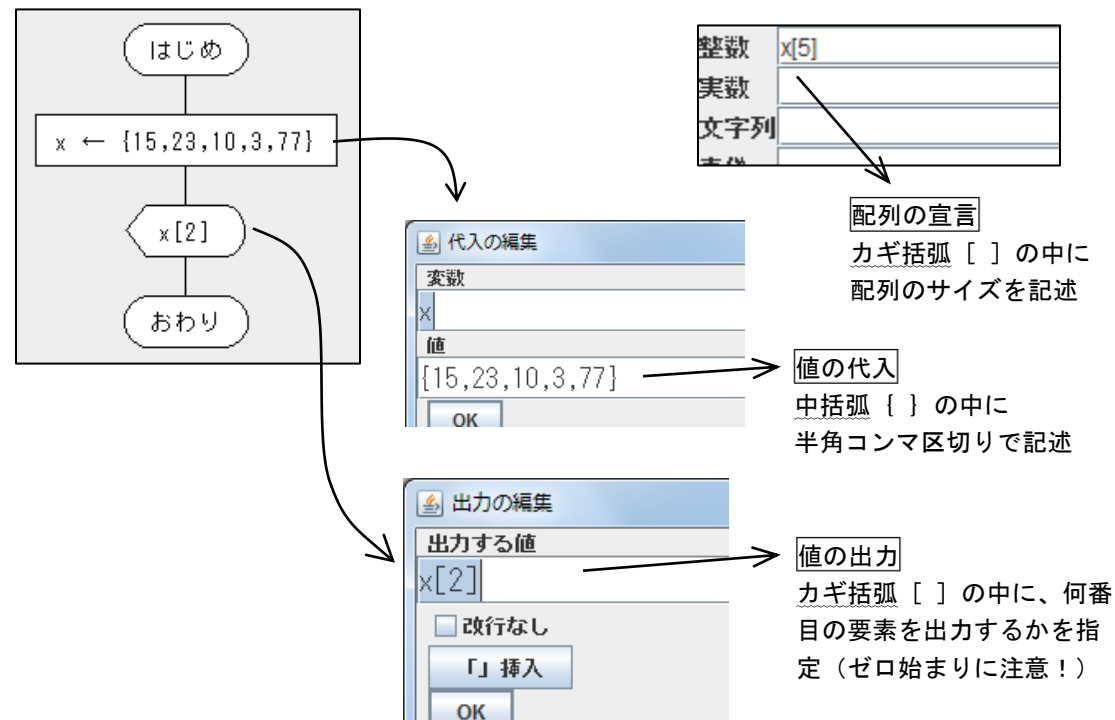 はじめ
x ← {15,23,10,3,77}
x[2]
おわり
整数 x[5]
実数
文字列
配列の宣言
カギ括弧［ ］の中に
配列のサイズを記述
代入の編集
変数
x
値
{15,23,10,3,77}
OK
値の代入
中括弧｛ ｝の中に
半角コンマ区切りで記述
出力の編集
出力する値
x[2]
改行なし
「」挿入
OK
値の出力
カギ括弧［ ］の中に、何番
目の要素を出力するかを指
定（ゼロ始まりに注意！）